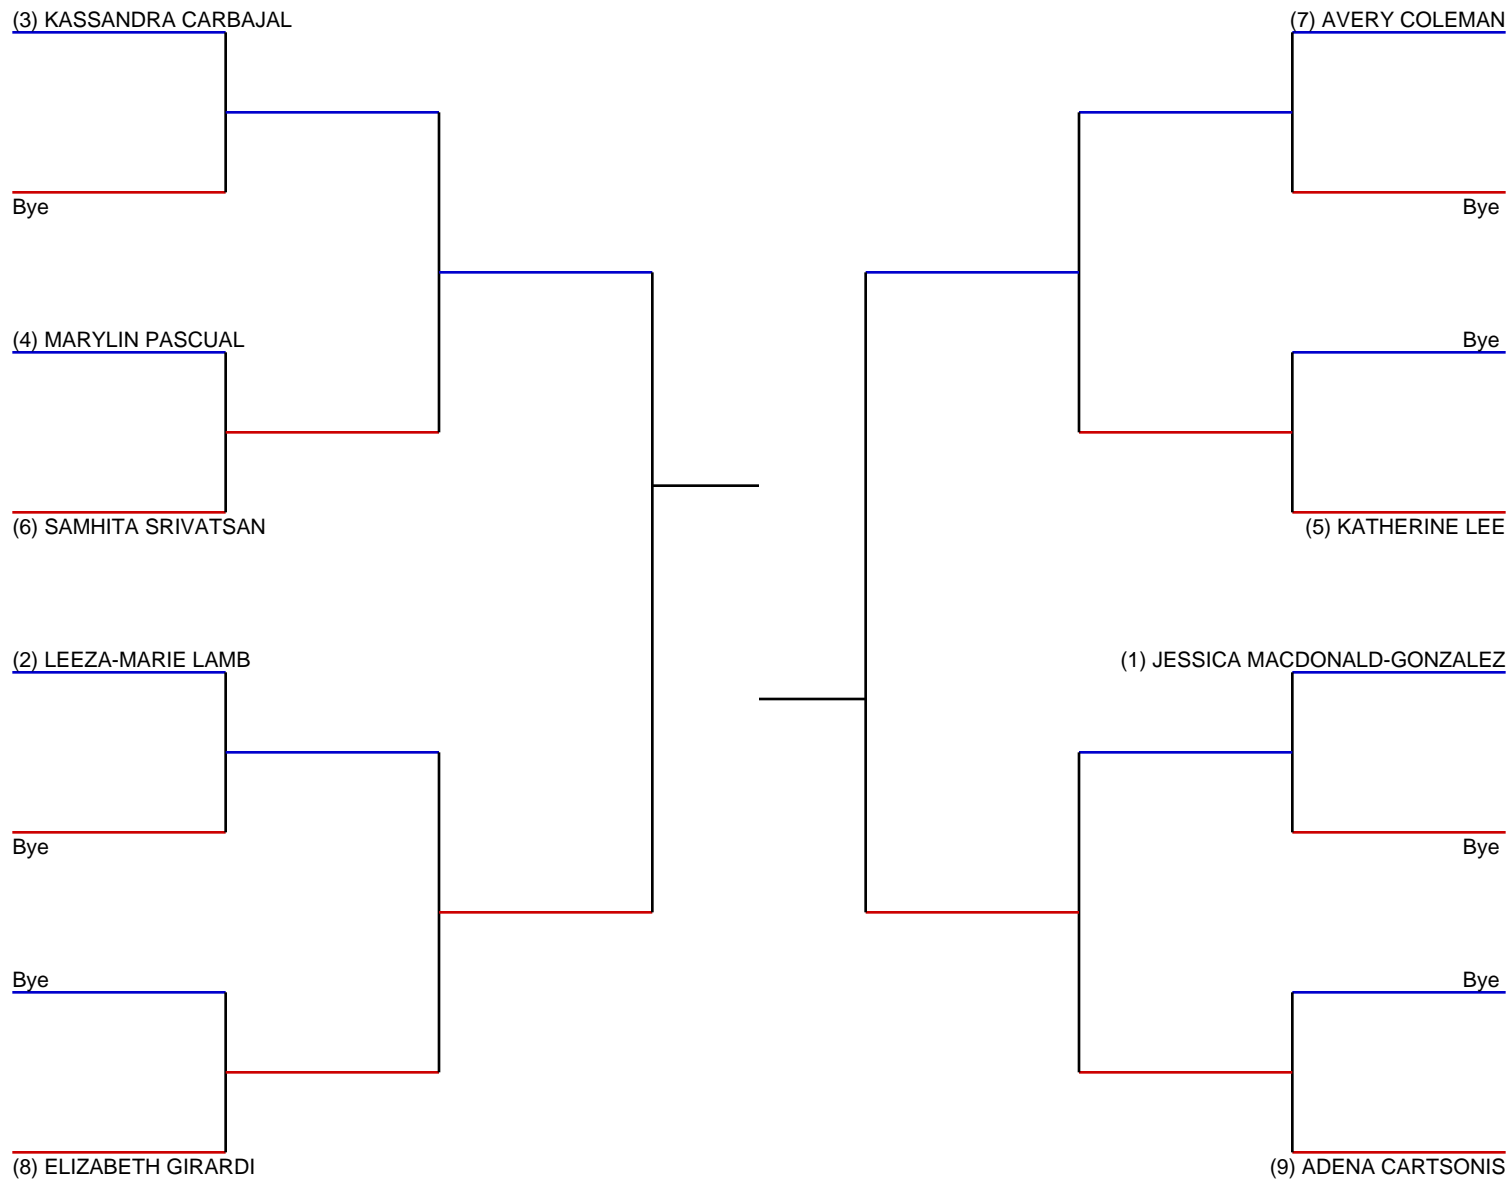 (3) KASSANDRA CARBAJAL
Bye
(4) MARYLIN PASCUAL
(6) SAMHITA SRIVATSAN
(2) LEEZA-MARIE LAMB
Bye
Bye
(8) ELIZABETH GIRARDI
(7) AVERY COLEMAN
Bye
Bye
(5) KATHERINE LEE
(1) JESSICA MACDONALD-GONZALEZ
Bye
Bye
(9) ADENA CARTSONIS